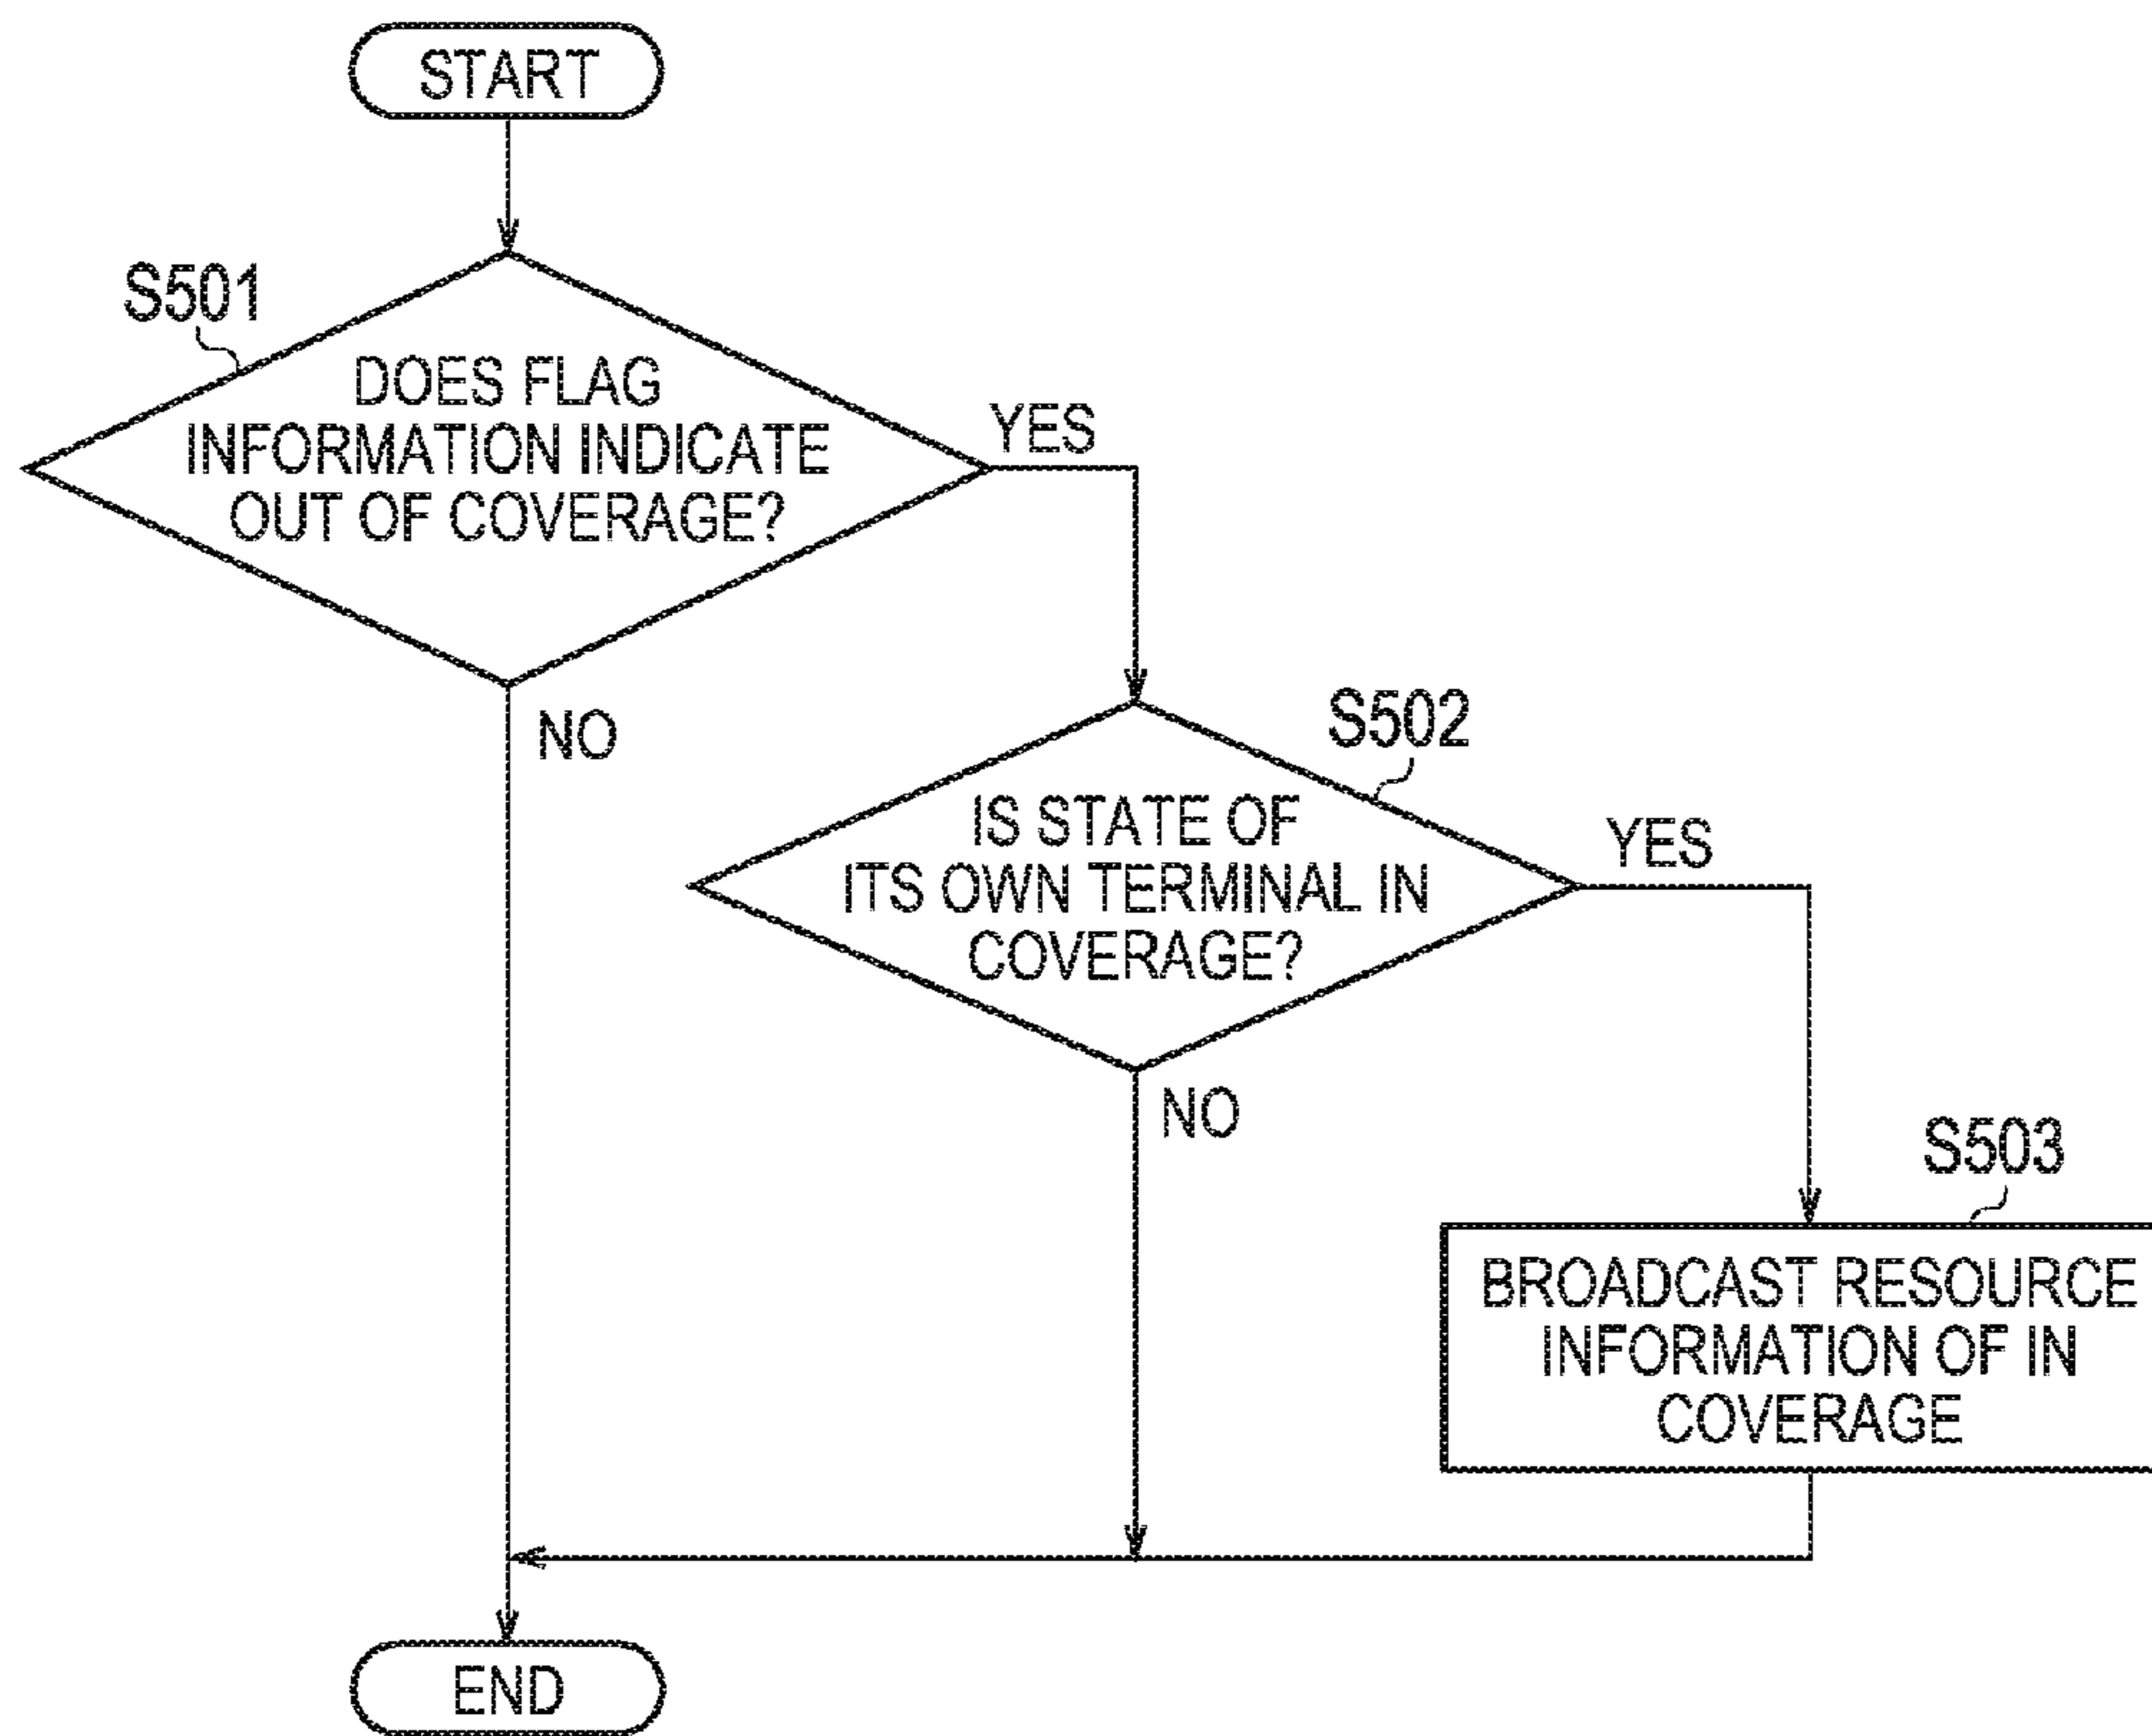 START
S501
DOES FLAG
INFORMATION INDICATE
OUT OF COVERAGE?
YES
NO
S502
IS STATE OF
ITS OWN TERMINAL IN
COVERAGE?
YES
NO
S503
BROADCAST RESOURCE
INFORMATION OF IN
COVERAGE
END